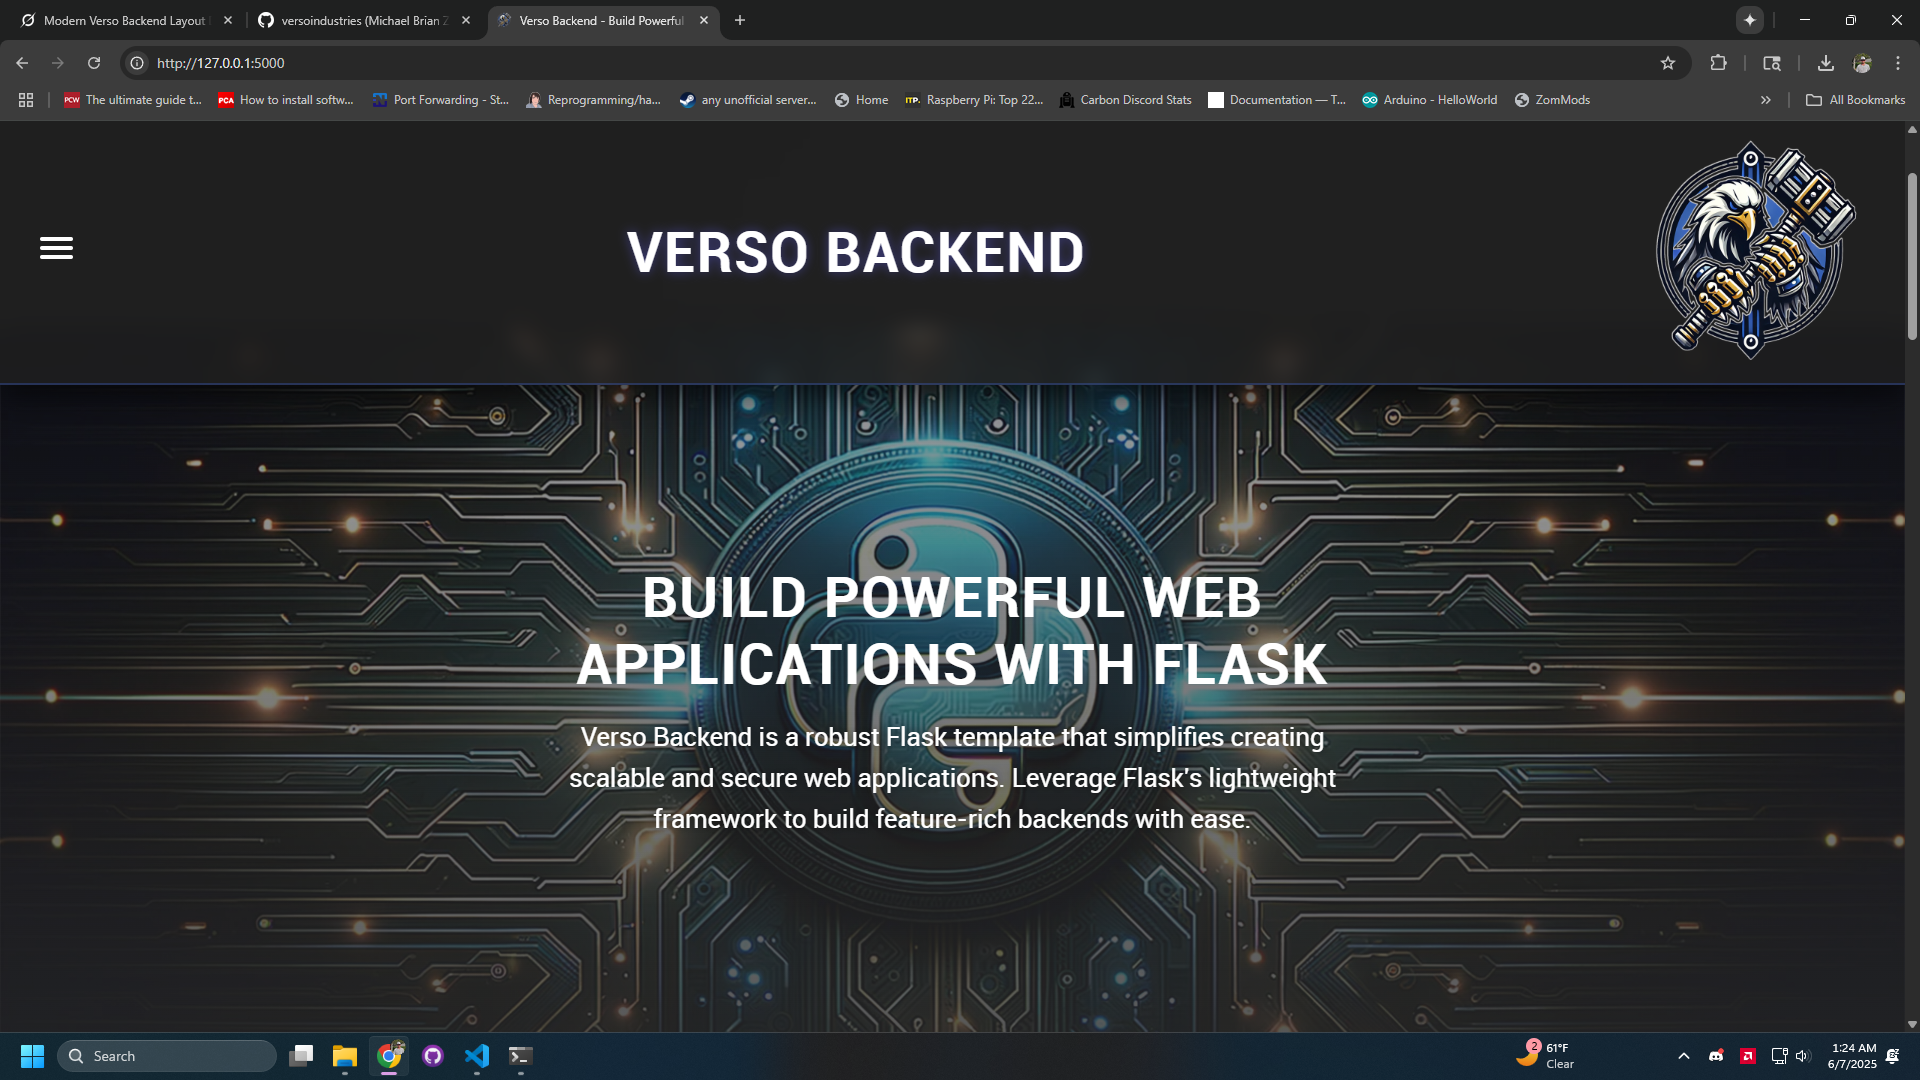 Modern Verso Backend Layout
versoindustries (Michael Brian Z
Verso Backend - Build Powerful
http://127.0.0.1:5000
PCW The ultimate guide t...
PCA How to install softw...
Port Forwarding - St...
Reprogramming/ha...
any unofficial server...
Home
ITP. Raspberry Pi: Top 22...
Carbon Discord Stats
Documentation — T...
Arduino - HelloWorld
ZomMods
All Bookmarks
VERSO BACKEND
BUILD POWERFUL WEB
APPLICATIONS WITH FLASK
Verso Backend is a robust Flask template that simplifies creating
scalable and secure web applications. Leverage Flask's lightweight
framework to build feature-rich backends with ease.
Search
2
61°F
Clear
1:24 AM
6/7/2025